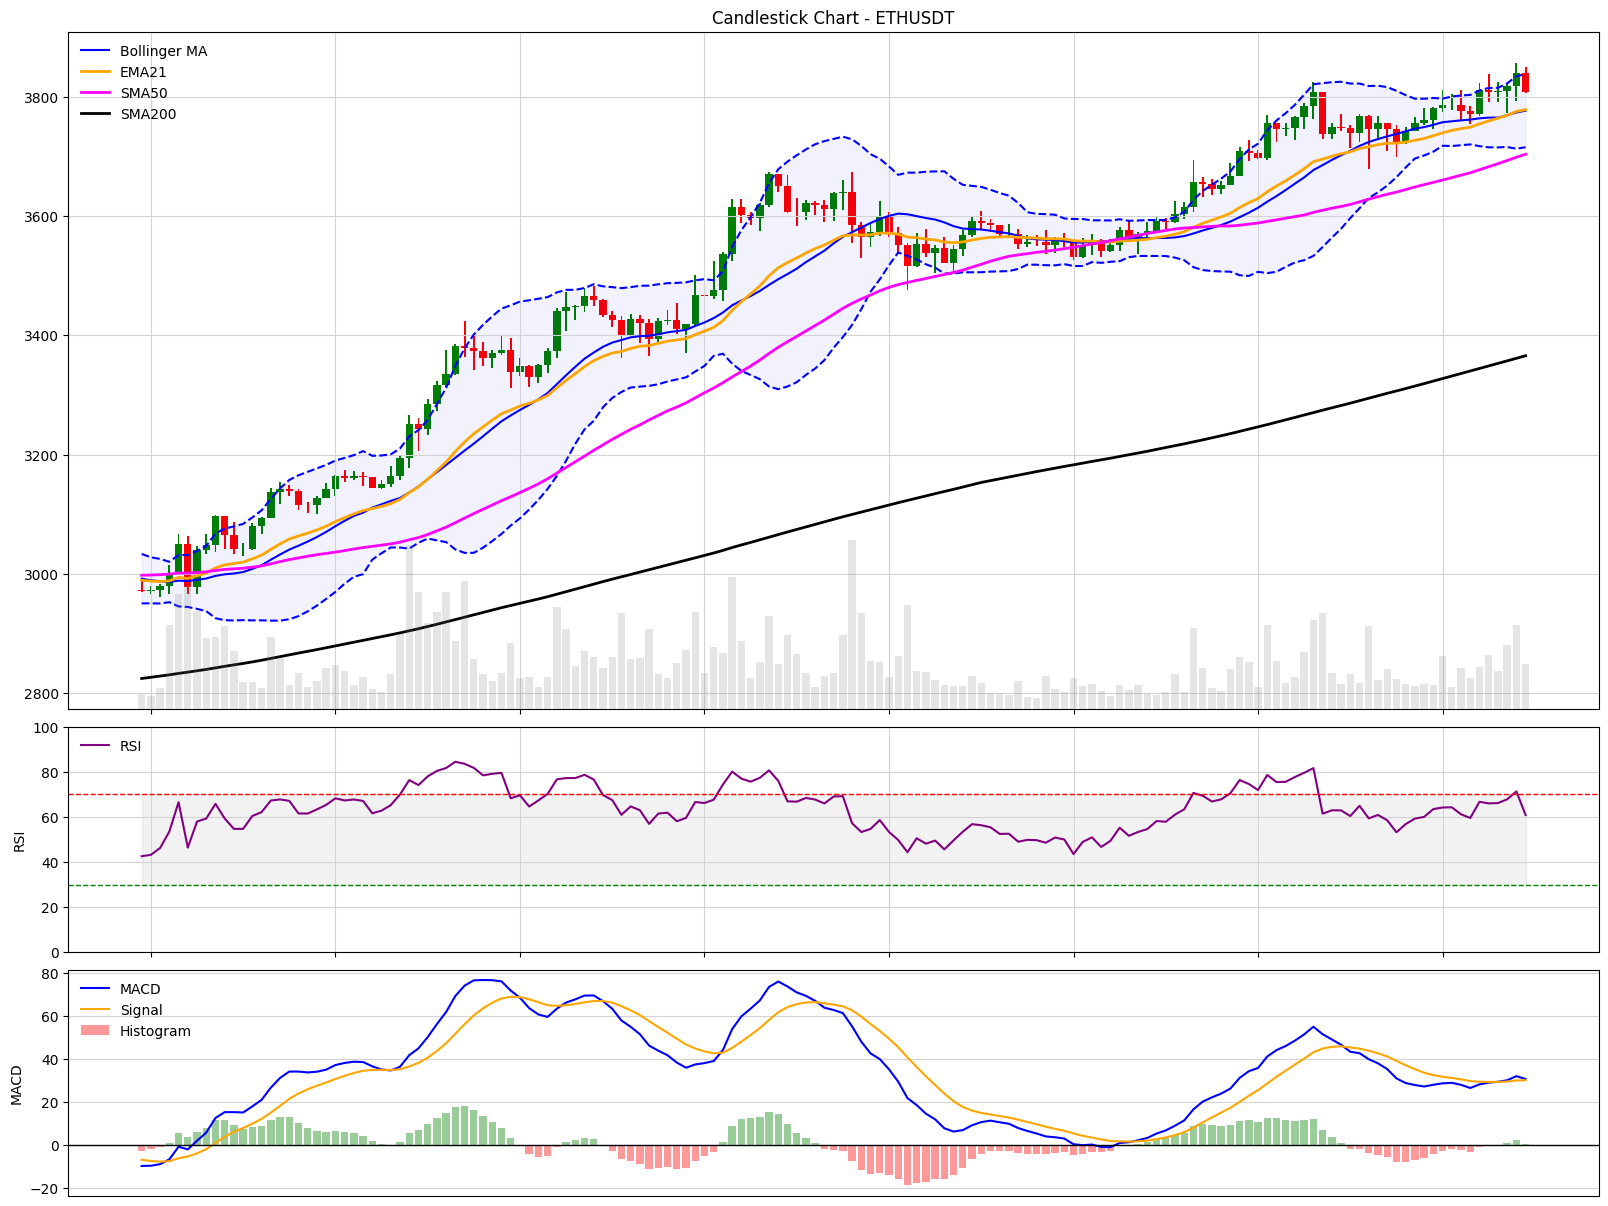 Candlestick Chart - ETHUSDT
Bollinger MA
EMA21
SMA50
SMA200
3800
3600
3400
3200
3000
2800
RSI
100
80
60
40
20
0
RSI
MACD
Signal
Histogram
80
60
40
20
0
−20
MACD